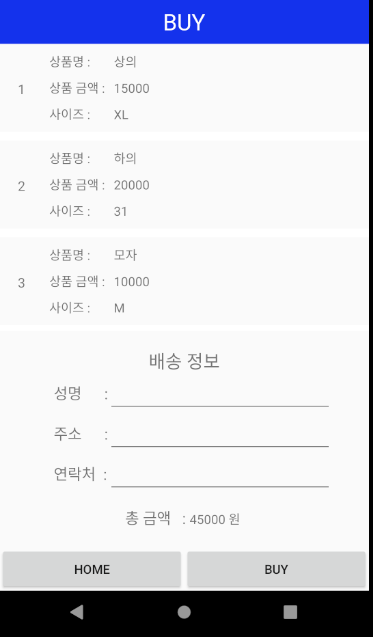 BUY
1
상품명 : 상의
상품 금액 : 15000
사이즈 : XL
2
상품명 : 하의
상품 금액 : 20000
사이즈 : 31
3
상품명 : 모자
상품 금액 : 10000
사이즈 : M
배송 정보
성명 :
주소 :
연락처 :
총 금액 : 45000 원
HOME BUY